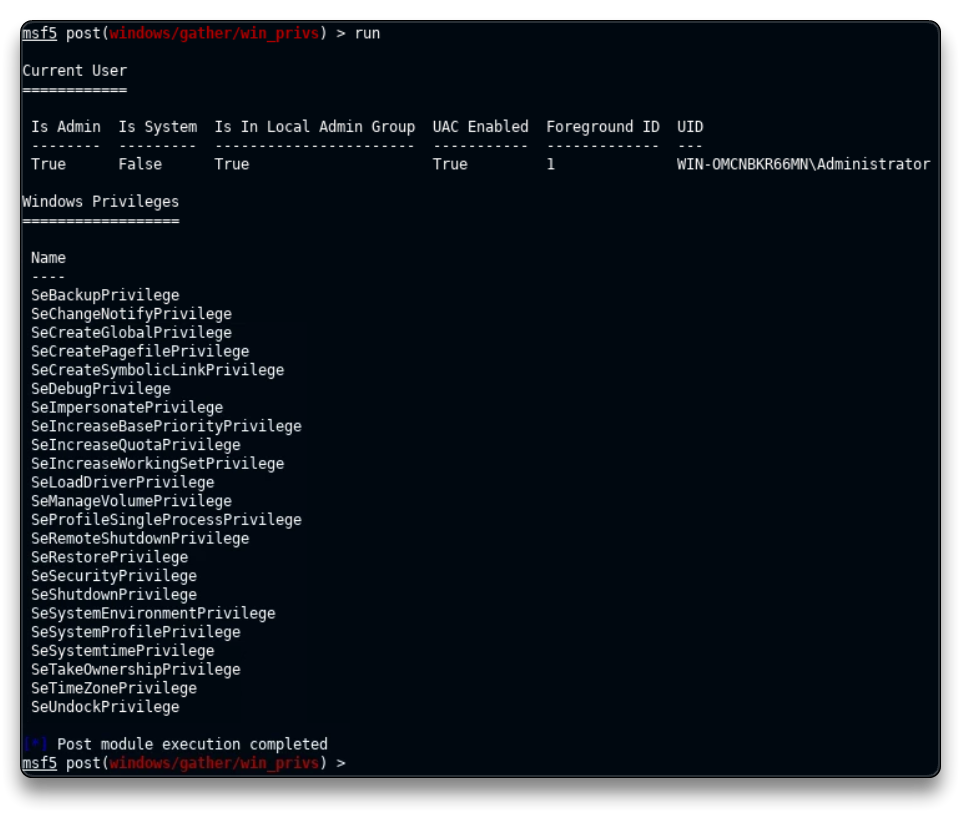 msf5 post(windows/gather/win_privs) > run
Current User
============
Is Admin  Is System  Is In Local Admin Group  UAC Enabled  Foreground ID  UID
--------  ---------  -----------------------  -----------  -------------  ---
True      False      True                     True         1              WIN-OMCNBKR66MN\Administrator
Windows Privileges
==================
Name
----
SeBackupPrivilege
SeChangeNotifyPrivilege
SeCreateGlobalPrivilege
SeCreatePagefilePrivilege
SeCreateSymbolicLinkPrivilege
SeDebugPrivilege
SeImpersonatePrivilege
SeIncreaseBasePriorityPrivilege
SeIncreaseQuotaPrivilege
SeIncreaseWorkingSetPrivilege
SeLoadDriverPrivilege
SeManageVolumePrivilege
SeProfileSingleProcessPrivilege
SeRemoteShutdownPrivilege
SeRestorePrivilege
SeSecurityPrivilege
SeShutdownPrivilege
SeSystemEnvironmentPrivilege
SeSystemProfilePrivilege
SeSystemtimePrivilege
SeTakeOwnershipPrivilege
SeTimeZonePrivilege
SeUndockPrivilege
[*] Post module execution completed
msf5 post(windows/gather/win_privs) >